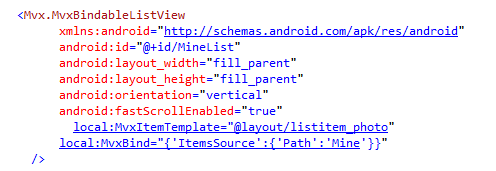 <Mvx.MvxBindableListView
xmlns:android="http://schemas.android.com/apk/res/android"
android:id="@+id/MineList"
android:layout_width="fill_parent"
android:layout_height="fill_parent"
android:orientation="vertical"
android:fastScrollEnabled="true"
local:MvxItemTemplate="@layout/listitem_photo"
local:MvxBind="{'ItemsSource':{'Path':'Mine'}}"
/>